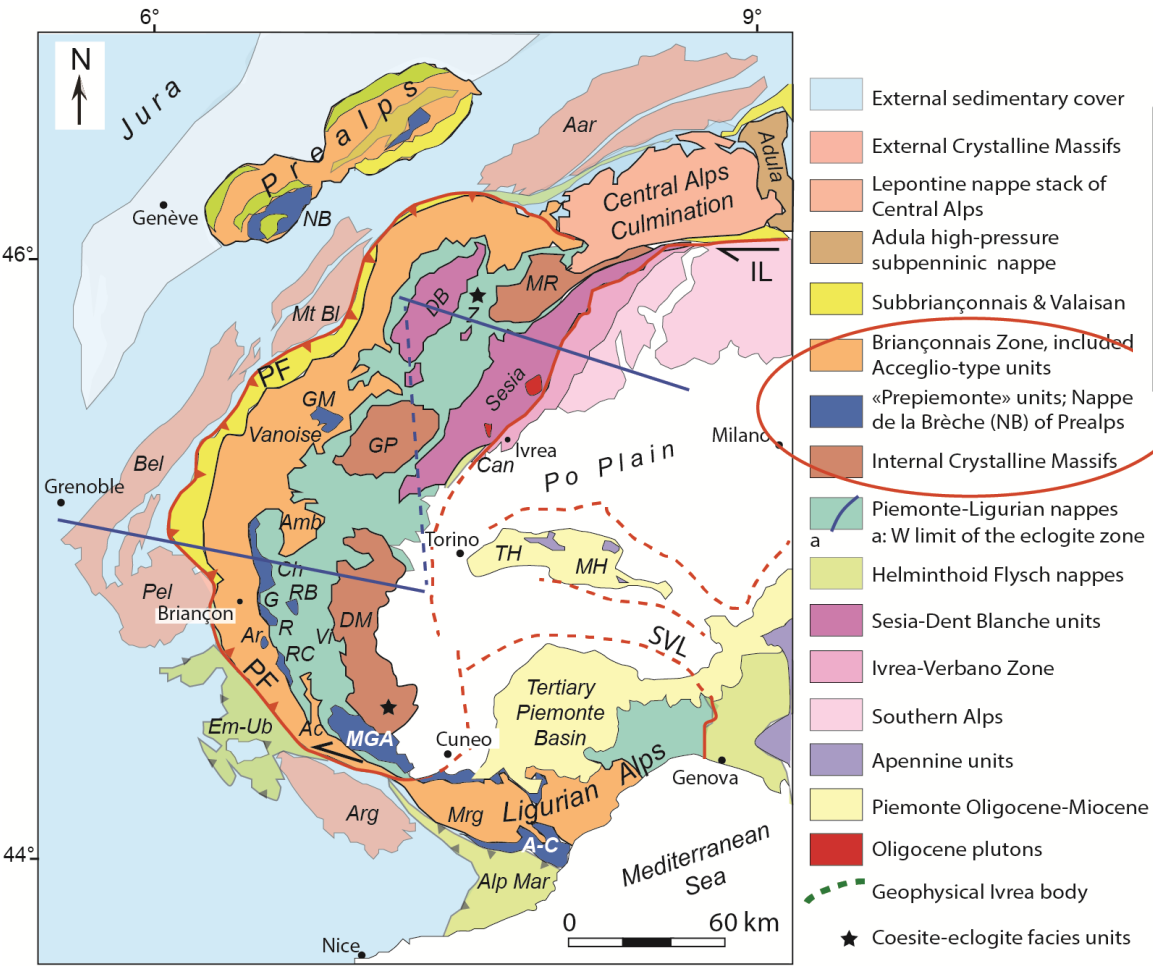 6°
9°
N
Jura
Prealps
Aar
Adula
Genève
NB
Central Alps
Culmination
46°
IL
MR
DB
Z
Mt Bl
PF
Sesia
GM
Vanoise
GP
Milano
Ivrea
Can
Po Plain
Bel
Grenoble
Amb
Torino
TH
MH
Ch
Pel
G
RB
Briançon
R
Vi
DM
Ar
RC
SVL
PF
Tertiary
Piemonte
Basin
Em-Ub
Ac
MGA
Cuneo
Genova
Ligurian Alps
Arg
Mrg
44°
A-C
Mediterranean
Sea
Alp Mar
0
60 km
Nice
External sedimentary cover
External Crystalline Massifs
Lepontine nappe stack of
Central Alps
Adula high-pressure
subpenninic nappe
Subbriançonnais & Valaisan
Briançonnais Zone, included
Acceglio-type units
«Prepiemonte» units; Nappe
de la Brèche (NB) of Prealps
Internal Crystalline Massifs
Piemonte-Ligurian nappes
a
a: W limit of the eclogite zone
Helminthoid Flysch nappes
Sesia-Dent Blanche units
Ivrea-Verbano Zone
Southern Alps
Apennine units
Piemonte Oligocene-Miocene
Oligocene plutons
Geophysical Ivrea body
Coesite-eclogite facies units